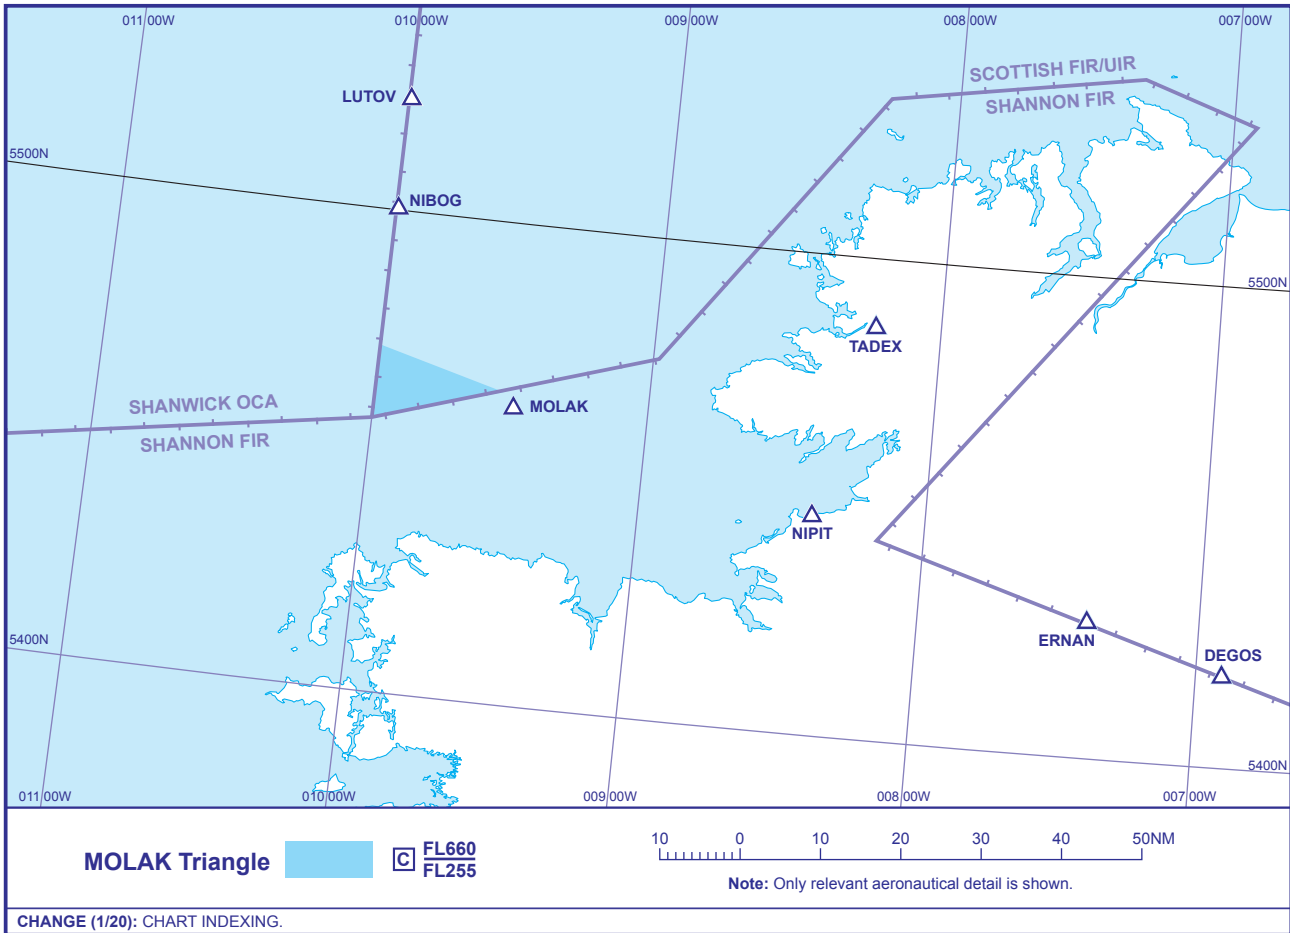 011 00W 010 00W 009 00W 008 00W 007 00W
SCOTTISH FIR/UIR
SHANNON FIR
LUTOV
5500N
NIBOG
5500N
TADEX
SHANWICK OCA
MOLAK
SHANNON FIR
NIPIT
ERNAN
5400N
DEGOS
5400N
011 00W 010 00W 009 00W 008 00W 007 00W
MOLAK Triangle
C FL660
FL255
10 0 10 20 30 40 50NM
Note: Only relevant aeronautical detail is shown.
CHANGE (1/20): CHART INDEXING.